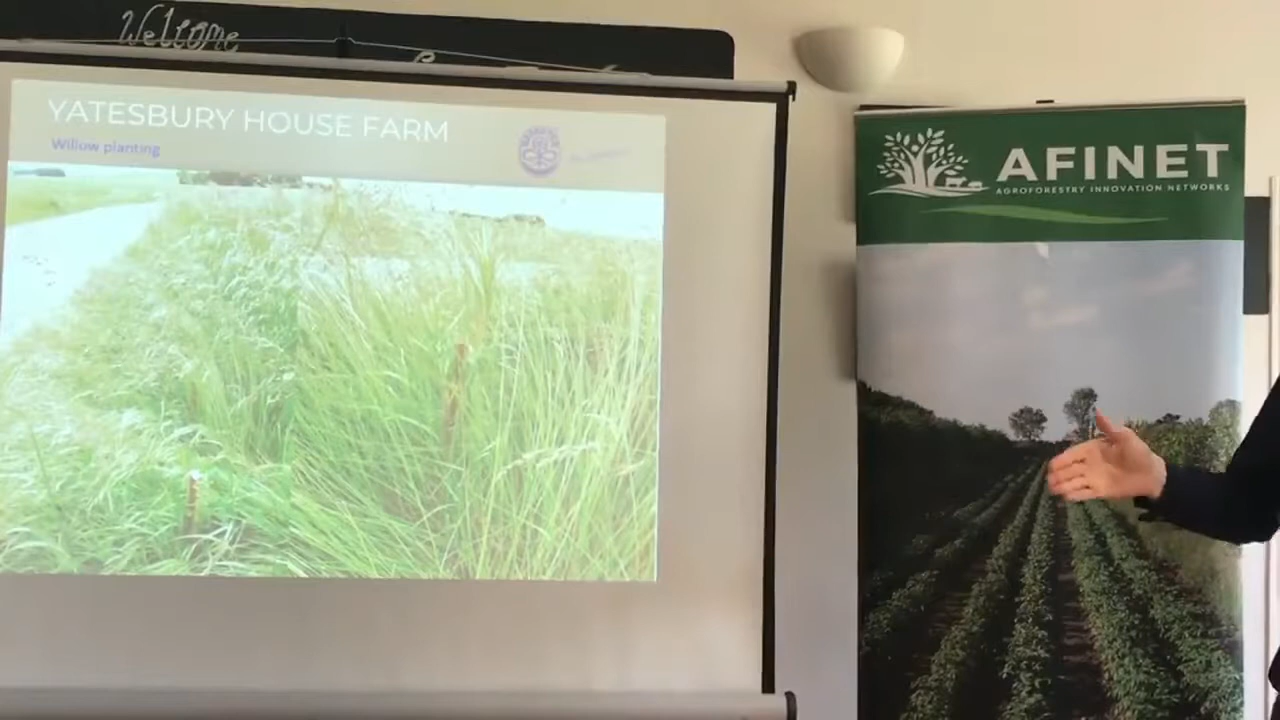 Welcome
YATESBURY HOUSE FARM
Willow planting
AFINET
AGROFORESTRY INNOVATION NETWORKS